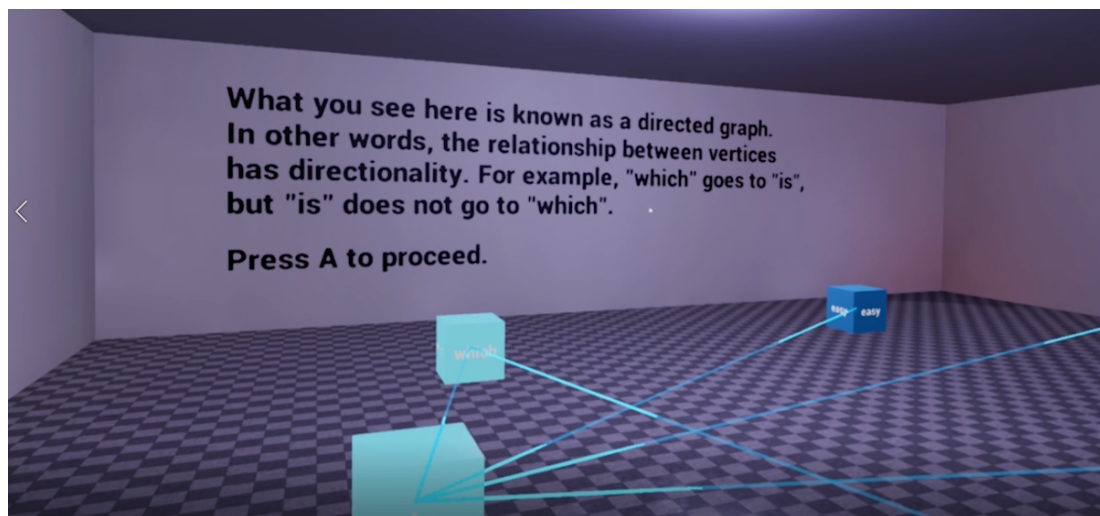 What you see here is known as a directed graph.
In other words, the relationship between vertices
has directionality. For example, "which" goes to "is",
but "is" does not go to "which".
Press A to proceed.
easy easy
which